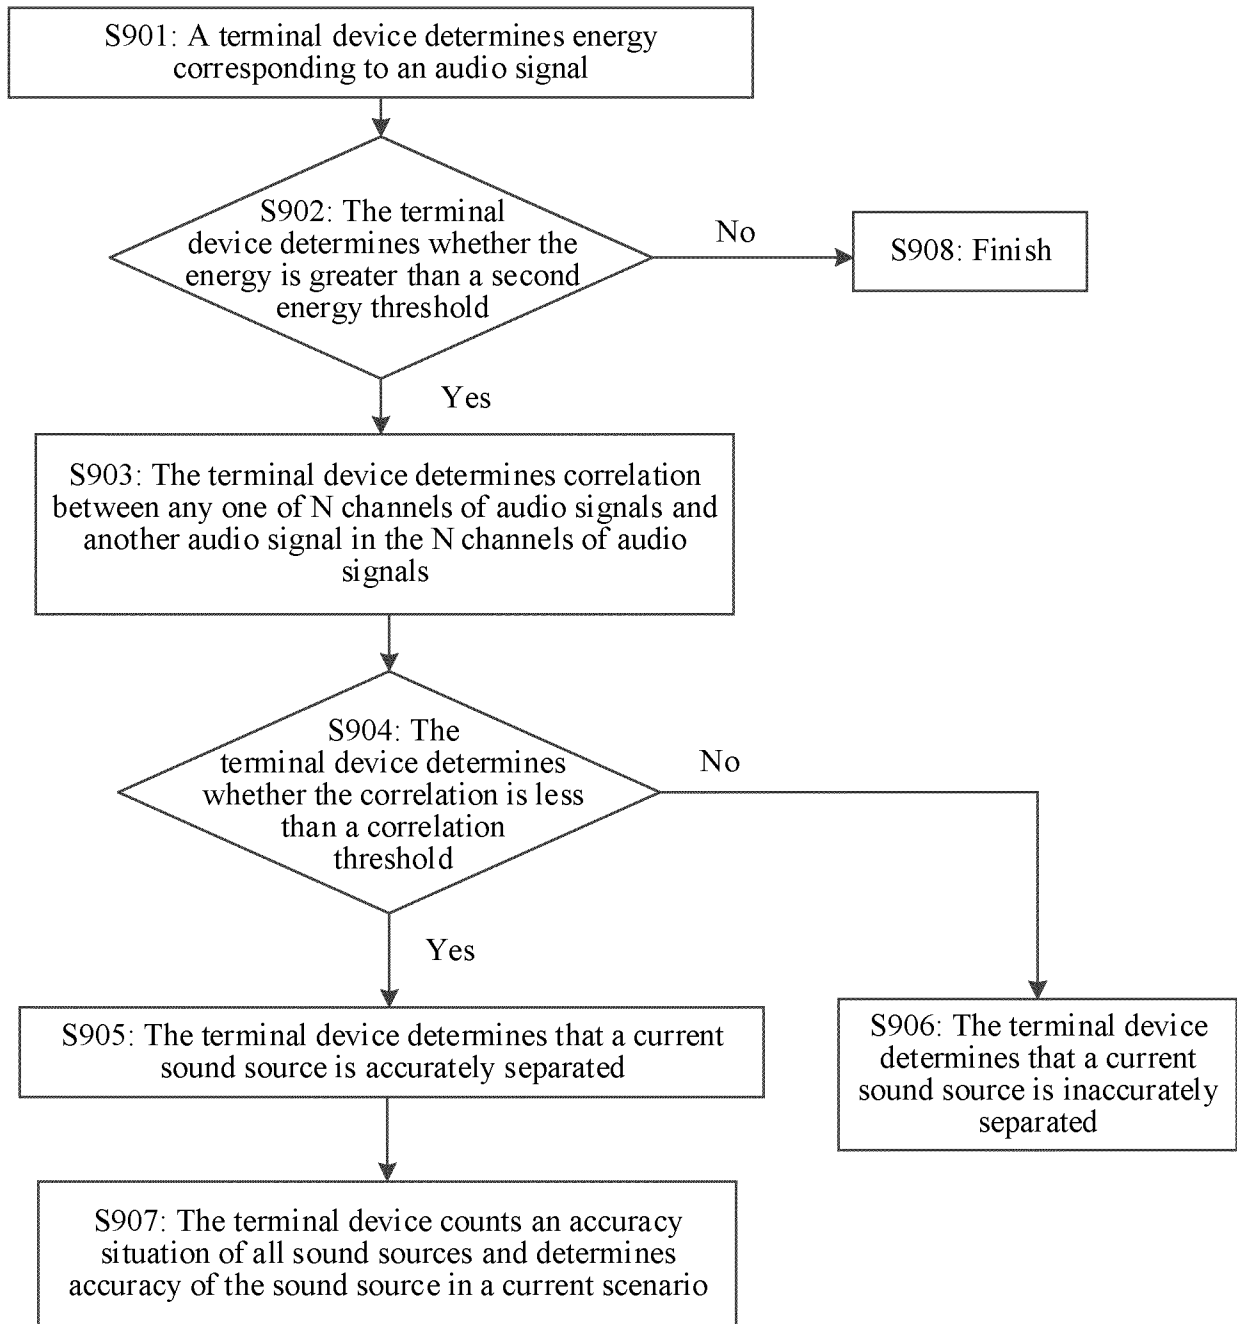 S901: A terminal device determines energy
corresponding to an audio signal
S902: The terminal
device determines whether the
energy is greater than a second
energy threshold
No
S908: Finish
Yes
S903: The terminal device determines correlation
between any one of N channels of audio signals and
another audio signal in the N channels of audio
signals
S904: The
terminal device determines
whether the correlation is less
than a correlation
threshold
No
Yes
S905: The terminal device determines that a current
sound source is accurately separated
S906: The terminal device
determines that a current
sound source is inaccurately
separated
S907: The terminal device counts an accuracy
situation of all sound sources and determines
accuracy of the sound source in a current scenario